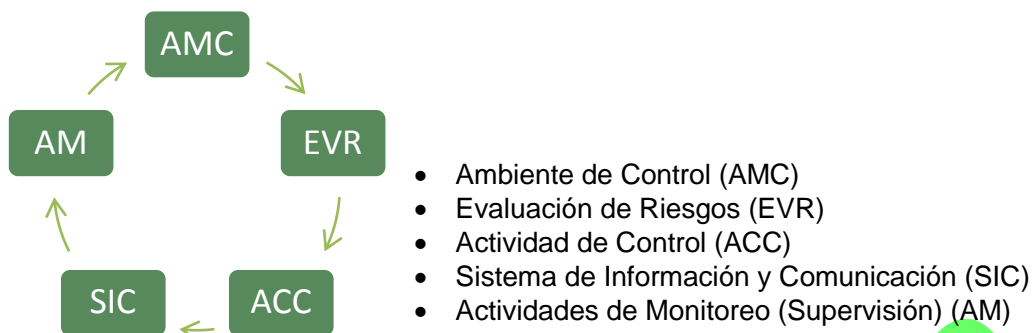 AMC
AM
EVR
SIC
ACC
• Ambiente de Control (AMC)
• Evaluación de Riesgos (EVR)
• Actividad de Control (ACC)
• Sistema de Información y Comunicación (SIC)
• Actividades de Monitoreo (Supervisión) (AM)